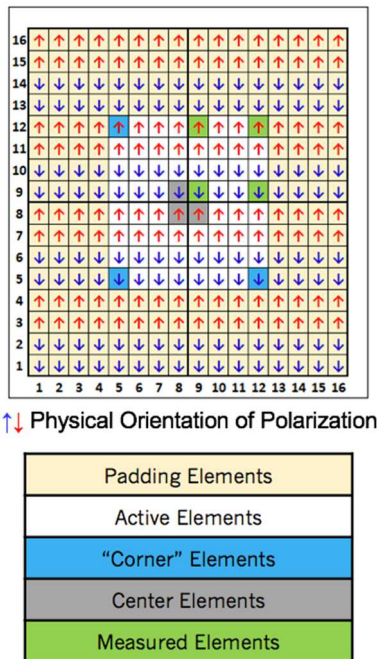 16
15
14
13
12
11
10
9
8
7
6
5
4
3
2
1
1 2 3 4 5 6 7 8 9 10 11 12 13 14 15 16
↑↓ Physical Orientation of Polarization
Padding Elements
Active Elements
“Corner” Elements
Center Elements
Measured Elements